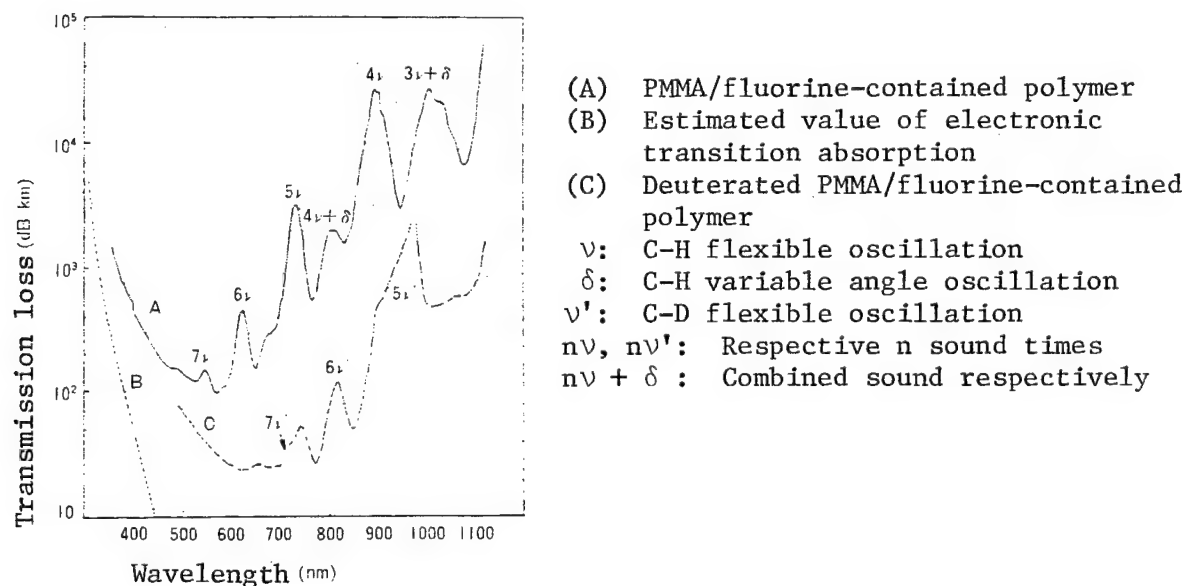 10⁵
10⁴
10³
10²
10
Transmission loss (dB km)
4ν
3ν + δ
5ν
4ν + δ
6ν
A
7ν
B
5ν
6ν
C
7ν
400 500 600 700 800 900 1000 1100
Wavelength (nm)
(A) PMMA/fluorine-contained polymer
(B) Estimated value of electronic
transition absorption
(C) Deuterated PMMA/fluorine-contained
polymer
ν: C-H flexible oscillation
δ: C-H variable angle oscillation
ν': C-D flexible oscillation
nν, nν': Respective n sound times
nν + δ : Combined sound respectively